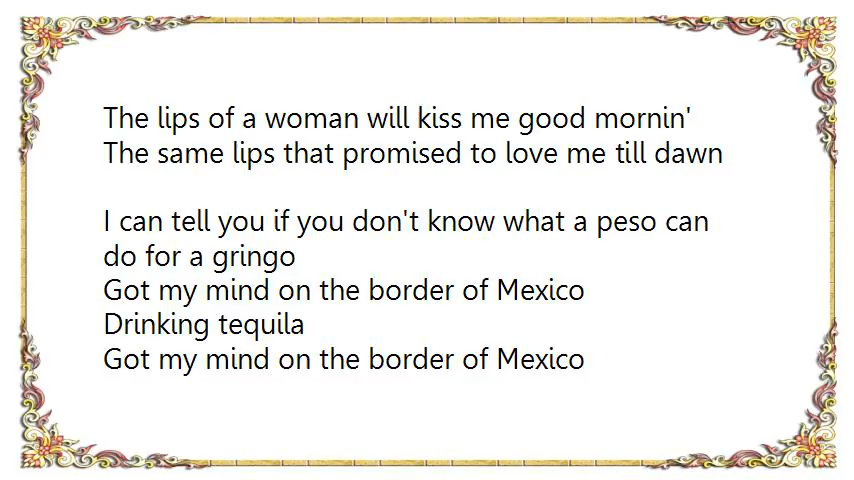 The lips of a woman will kiss me good mornin'
The same lips that promised to love me till dawn
I can tell you if you don't know what a peso can
do for a gringo
Got my mind on the border of Mexico
Drinking tequila
Got my mind on the border of Mexico